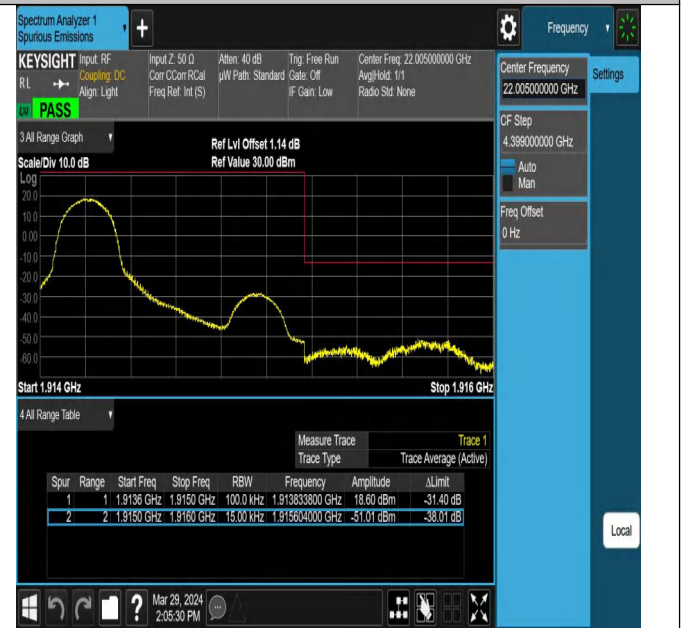 Spectrum Analyzer 1
Spurious Emissions
+
Frequency
KEYSIGHT
RL
PASS
Input: RF
Coupling: DC
Align: Light
Input Z: 50 Ω
Corr CCorr RCal
Freq Ref: Int (S)
Atten: 40 dB
µW Path: Standard
Trig: Free Run
Gate: Off
IF Gain: Low
Center Freq: 22.005000000 GHz
Avg|Hold: 1/1
Radio Std: None
Center Frequency
22.005000000 GHz
Settings
CF Step
4.399000000 GHz
Auto
Man
Freq Offset
0 Hz
3 All Range Graph
Scale/Div 10.0 dB
Ref Lvl Offset 1.14 dB
Ref Value 30.00 dBm
Log
20.0
10.0
0.00
-10.0
-20.0
-30.0
-40.0
-50.0
-60.0
Start 1.914 GHz
Stop 1.916 GHz
4 All Range Table
Measure Trace Trace 1
Trace Type Trace Average (Active)
Spur Range Start Freq Stop Freq RBW Frequency Amplitude ΔLimit
1 1 1.9136 GHz 1.9150 GHz 100.0 kHz 1.913833800 GHz 18.60 dBm -31.40 dB
2 2 1.9150 GHz 1.9160 GHz 15.00 kHz 1.915604000 GHz -51.01 dBm -38.01 dB
Local
?
Mar 29, 2024
2:05:30 PM